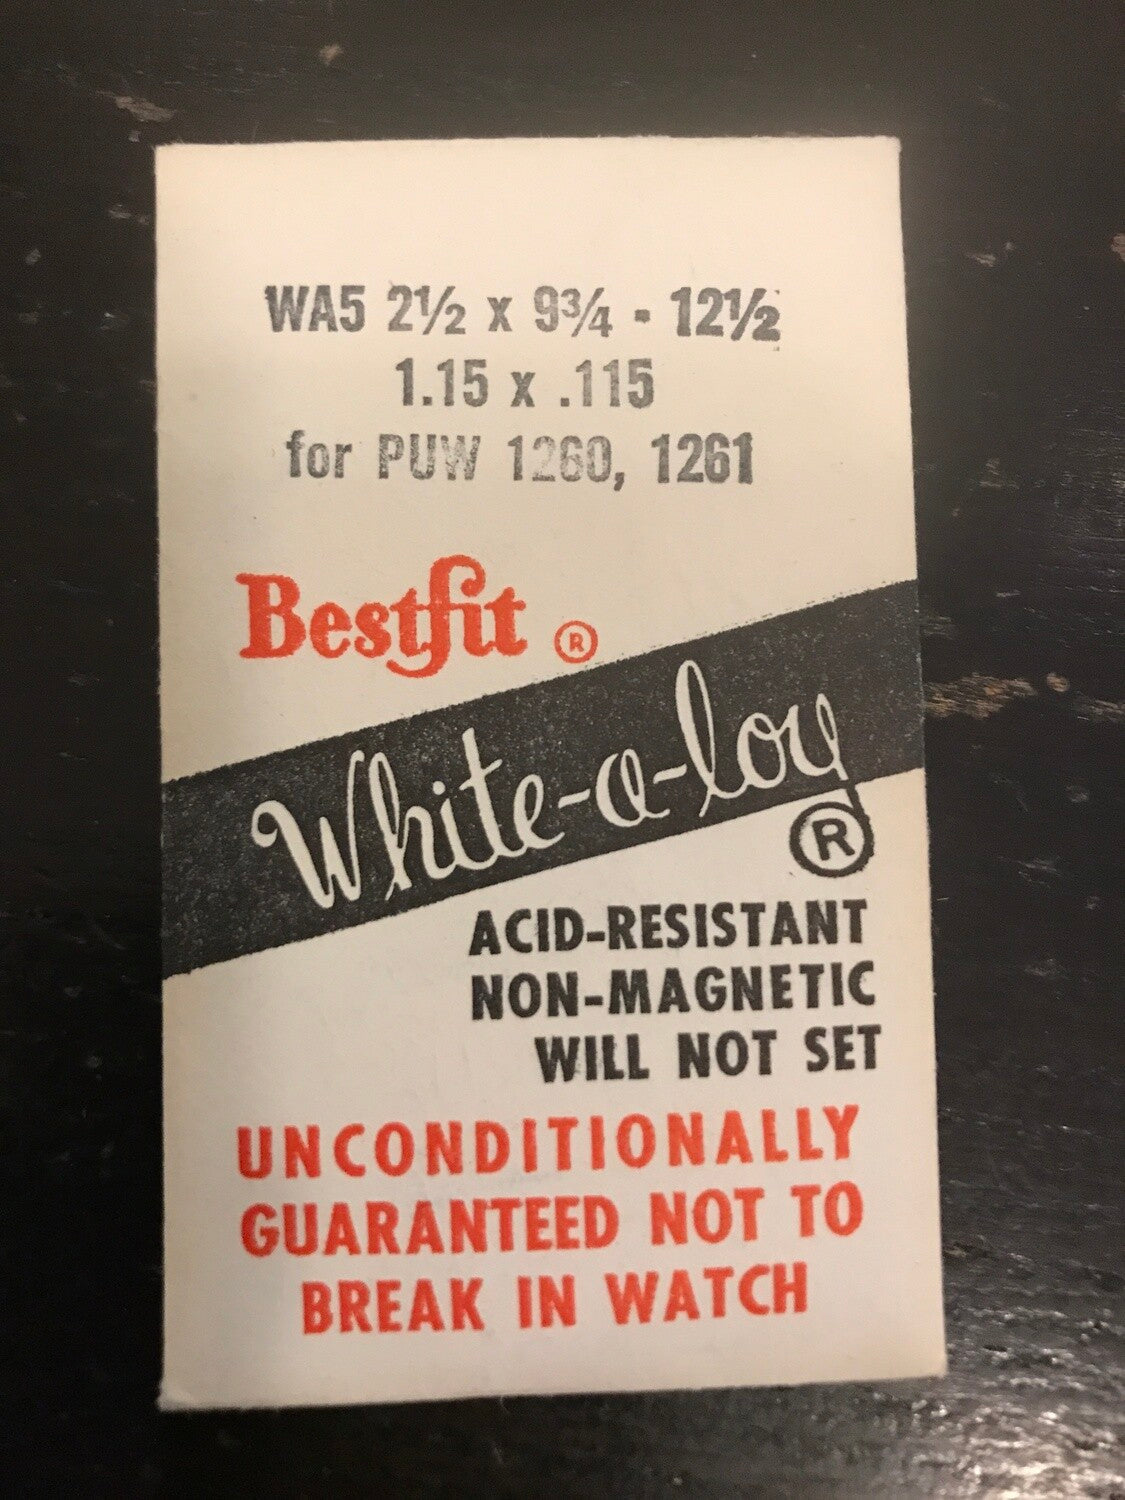 WA5 2½ x 9¾ - 12½
1.15 x .115
for PUW 1260, 1261
Bestfit ®
White-a-loy ®
ACID-RESISTANT
NON-MAGNETIC
WILL NOT SET
UNCONDITIONALLY
GUARANTEED NOT TO
BREAK IN WATCH